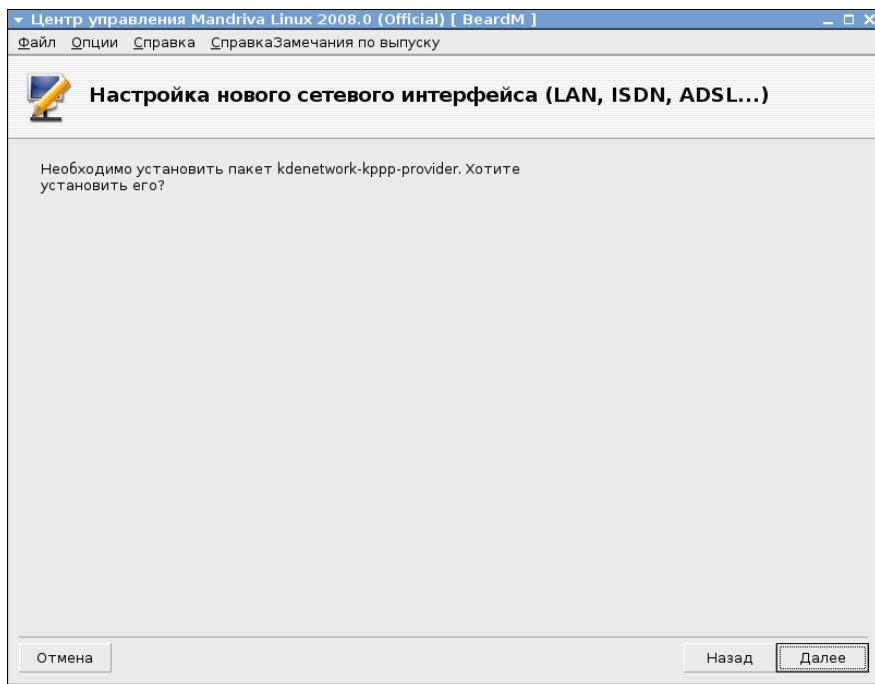 Центр управления Mandriva Linux 2008.0 (Official) [ BeardM ]
Файл Опции Справка СправкаЗамечания по выпуску
Настройка нового сетевого интерфейса (LAN, ISDN, ADSL...)
Необходимо установить пакет kdenetwork-kppp-provider. Хотите
установить его?
Отмена Назад Далее